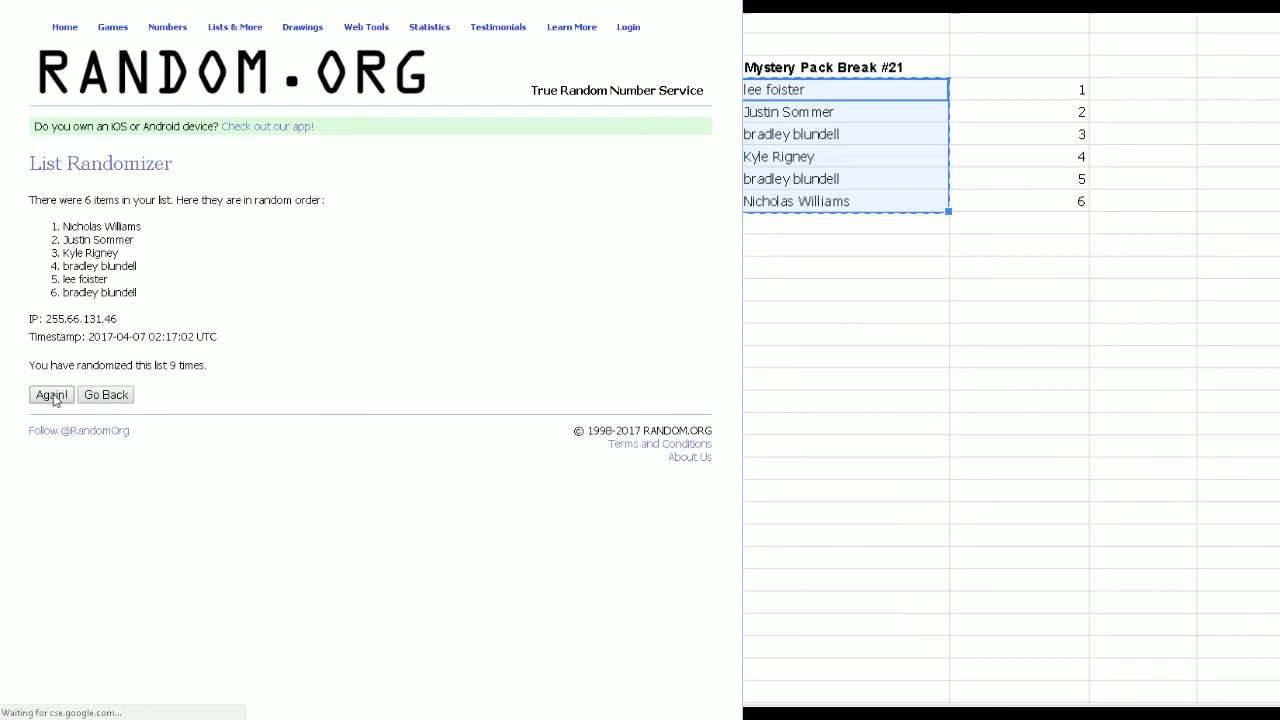 Home Games Numbers Lists & More Drawings Web Tools Statistics Testimonials Learn More Login
RANDOM.ORG
True Random Number Service
Do you own an iOS or Android device? Check out our app!
List Randomizer
There were 6 items in your list. Here they are in random order:
1. Nicholas Williams
2. Justin Sommer
3. Kyle Rigney
4. bradley blundell
5. lee foister
6. bradley blundell
IP: 255.66.131.46
Timestamp: 2017-04-07 02:17:02 UTC
You have randomized this list 9 times.
Again! Go Back
Follow @RandomOrg
© 1998-2017 RANDOM.ORG
Terms and Conditions
About Us
Waiting for cse.google.com...
Mystery Pack Break #21
lee foister 1
Justin Sommer 2
bradley blundell 3
Kyle Rigney 4
bradley blundell 5
Nicholas Williams 6